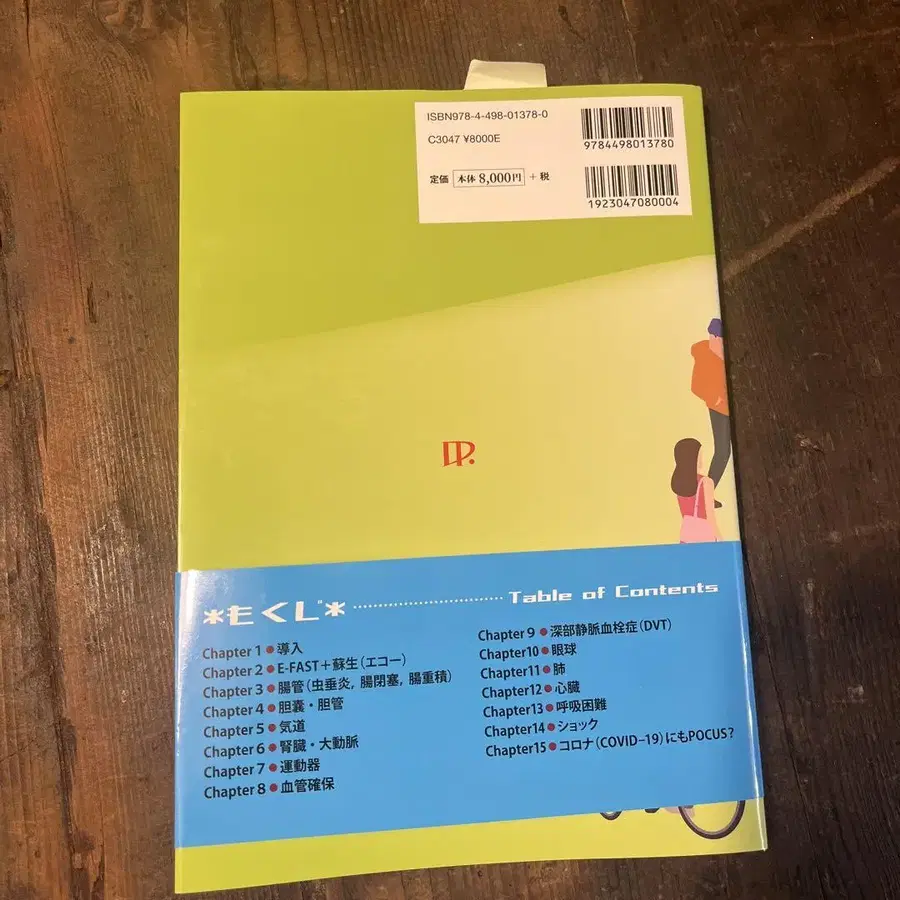 ISBN978-4-498-01378-0
C3047 ¥8000E
定価 本体 8,000円 + 税
9784498013780
1923047080004
*もくじ* Table of Contents
Chapter 1 ● 導入
Chapter 2 ● E-FAST+蘇生(エコー)
Chapter 3 ● 腸管(虫垂炎, 腸閉塞, 腸重積)
Chapter 4 ● 胆嚢・胆管
Chapter 5 ● 気道
Chapter 6 ● 腎臓・大動脈
Chapter 7 ● 運動器
Chapter 8 ● 血管確保
Chapter 9 ● 深部静脈血栓症(DVT)
Chapter10 ● 眼球
Chapter11 ● 肺
Chapter12 ● 心臓
Chapter13 ● 呼吸困難
Chapter14 ● ショック
Chapter15 ● コロナ(COVID-19)にもPOCUS?